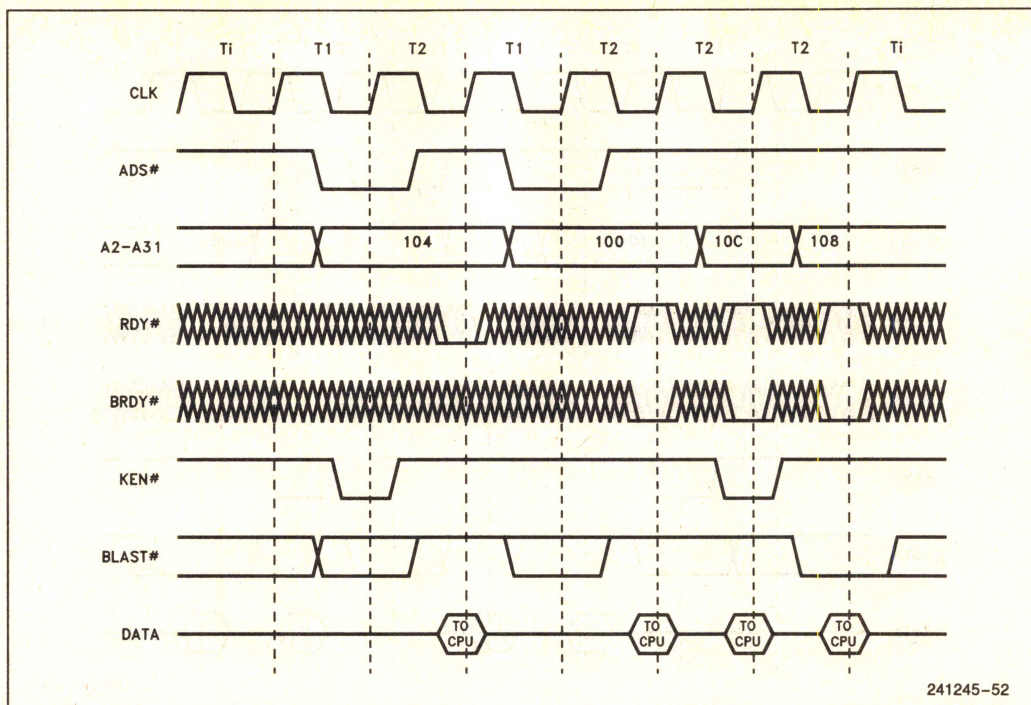 Ti T1 T2 T1 T2 T2 T2 Ti
CLK
ADS#
A2-A31 104 100 10C 108
RDY#
BRDY#
KEN#
BLAST#
DATA TO CPU TO CPU TO CPU TO CPU
241245-52